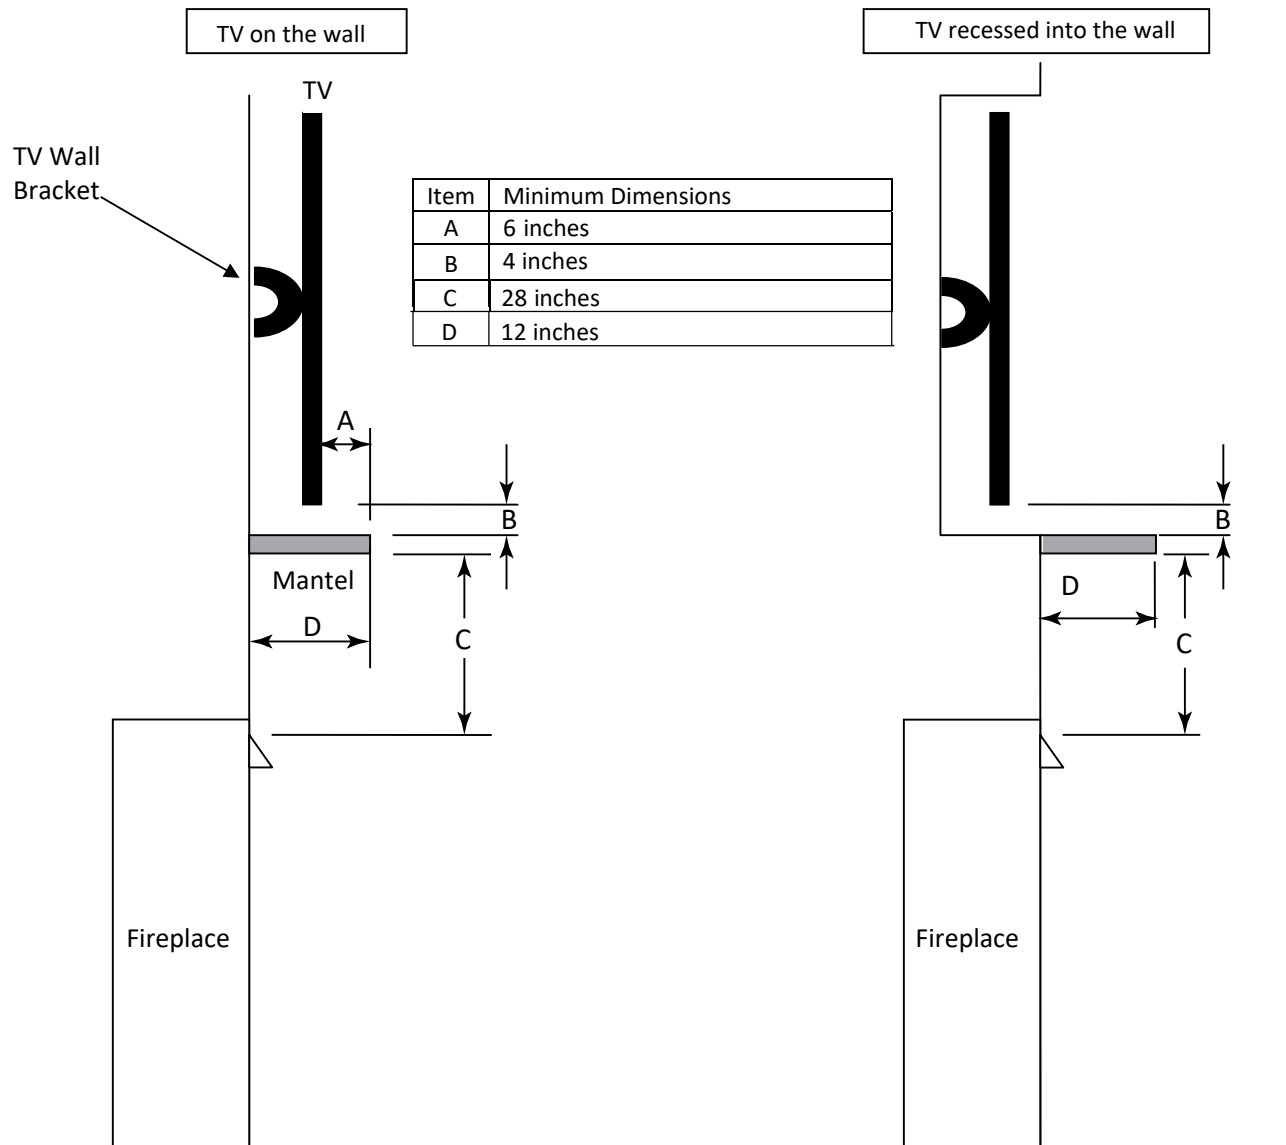 TV on the wall
TV recessed into the wall
TV
TV Wall
Bracket
Item Minimum Dimensions
A 6 inches
B 4 inches
C 28 inches
D 12 inches
A
B
Mantel
D
C
B
D
C
Fireplace
Fireplace